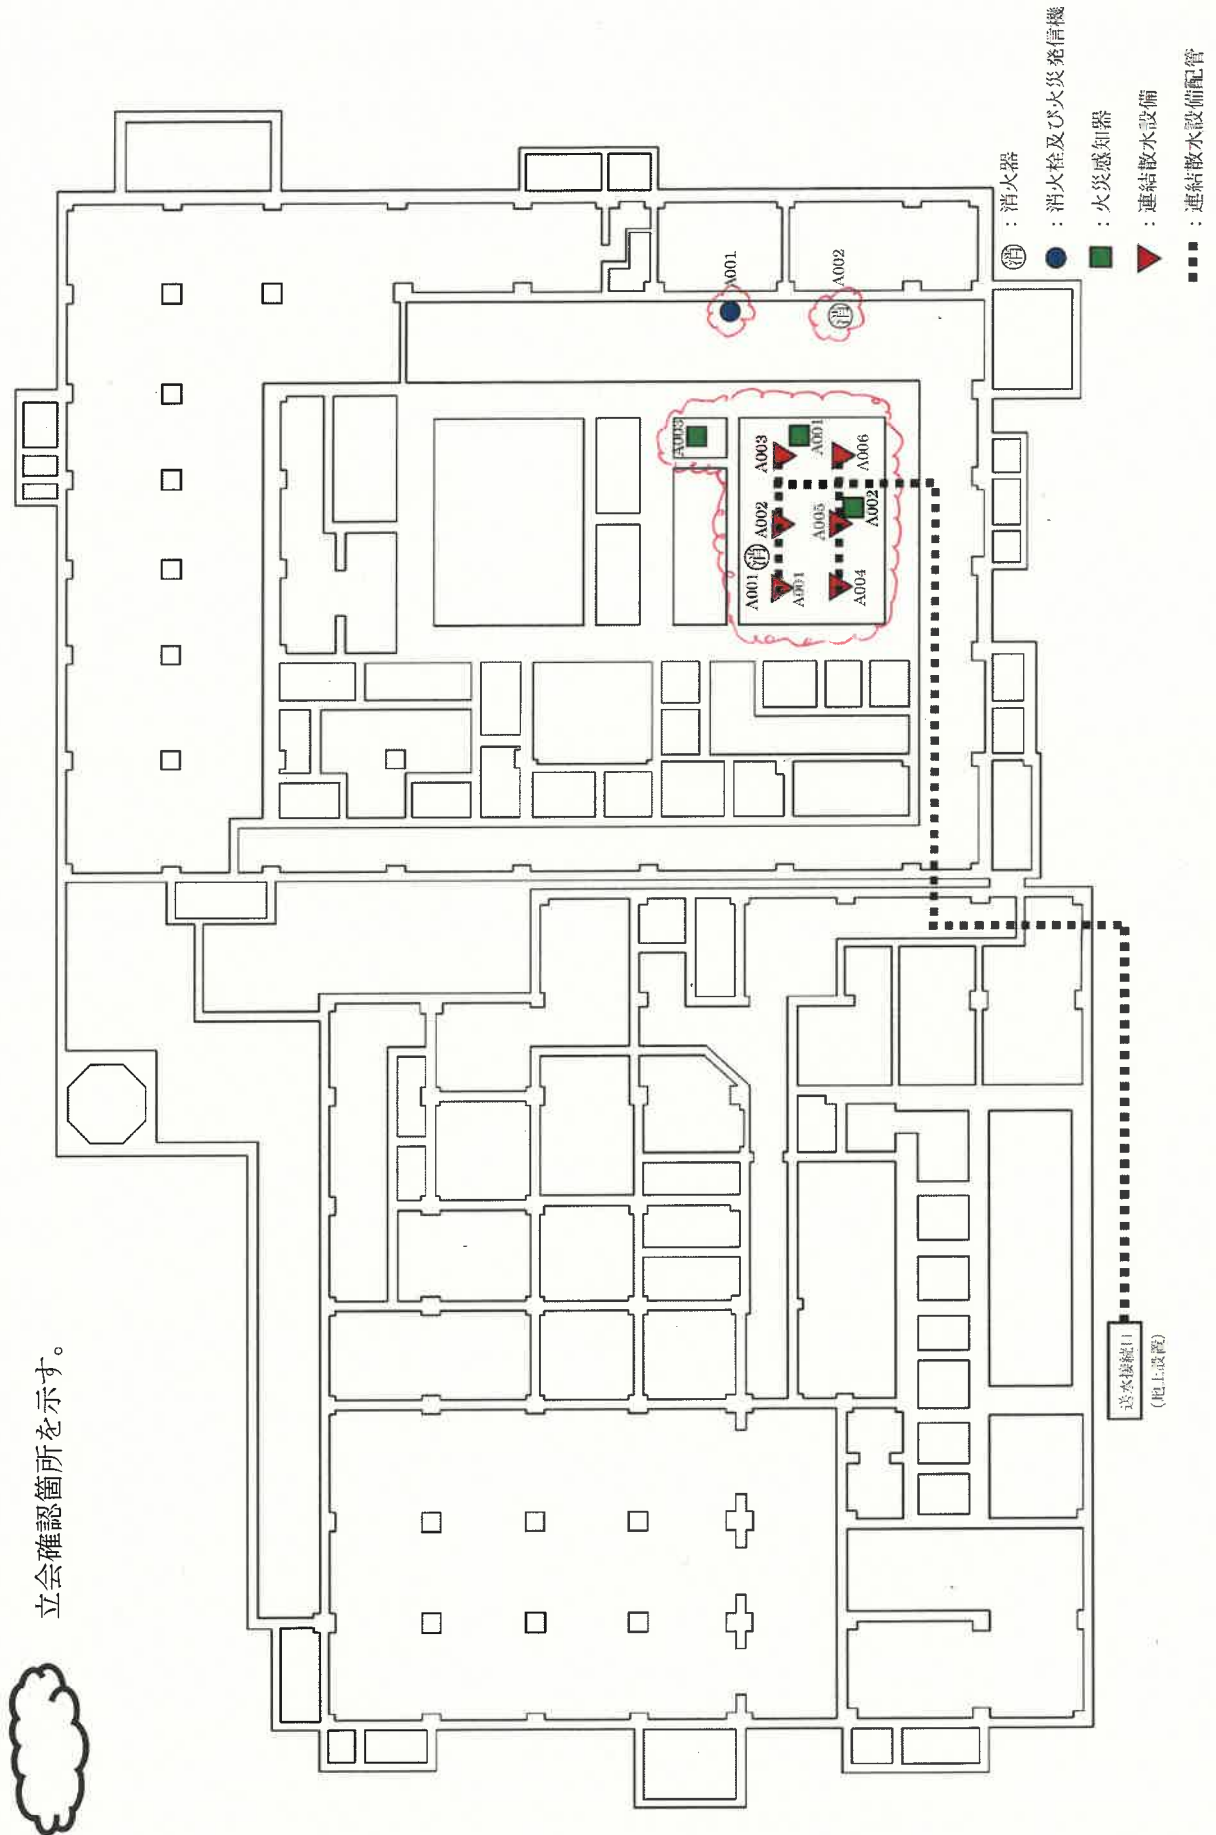 立会確認箇所を示す。
消 : 消火器
: 消火栓及び火災発信機
: 火災感知器
: 連結散水設備
: 連結散水設備配管
A001
A002
消
A003
A003
A001
A006
A002
A005
A002
消
A001
A001
A004
送水接続口
(地上設置)